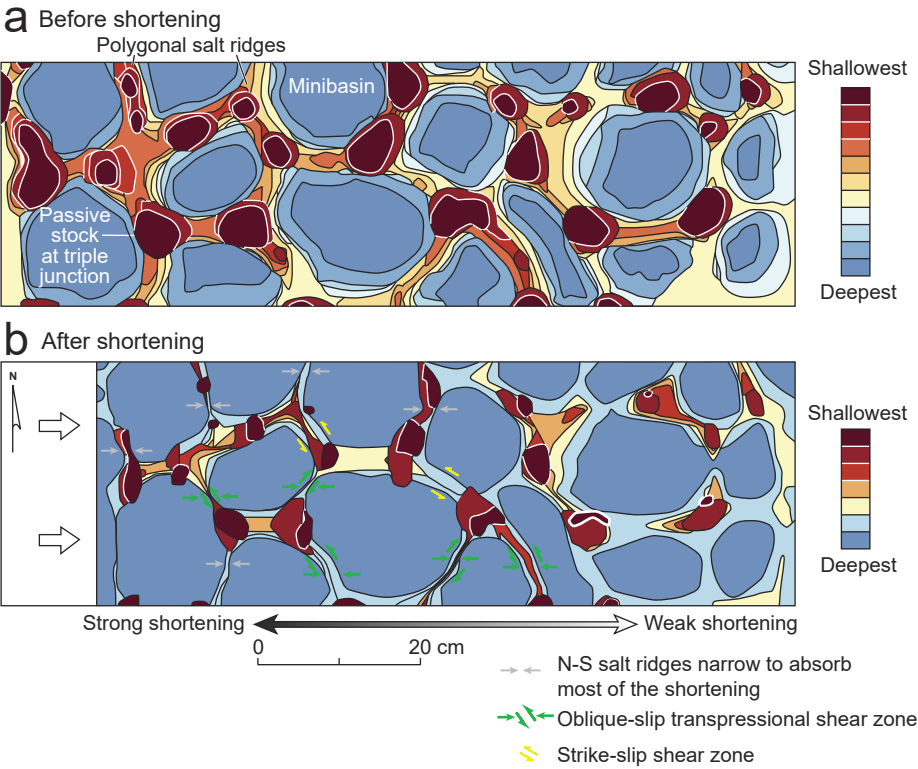 a Before shortening
Polygonal salt ridges
Minibasin
Passive
stock
at triple
junction
Shallowest
Deepest
b After shortening
N
Shallowest
Deepest
Strong shortening
Weak shortening
0
20 cm
N-S salt ridges narrow to absorb
most of the shortening
Oblique-slip transpressional shear zone
Strike-slip shear zone